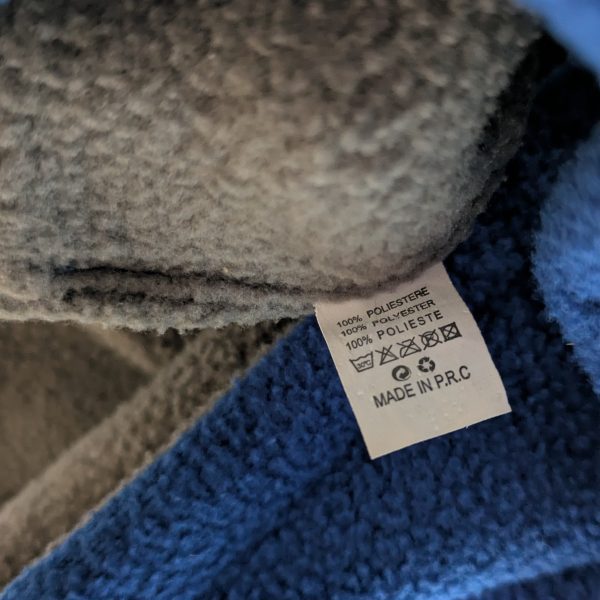 100% POLIESTERE
100% POLYESTER
100% POLIESTE
MADE IN P.R.C